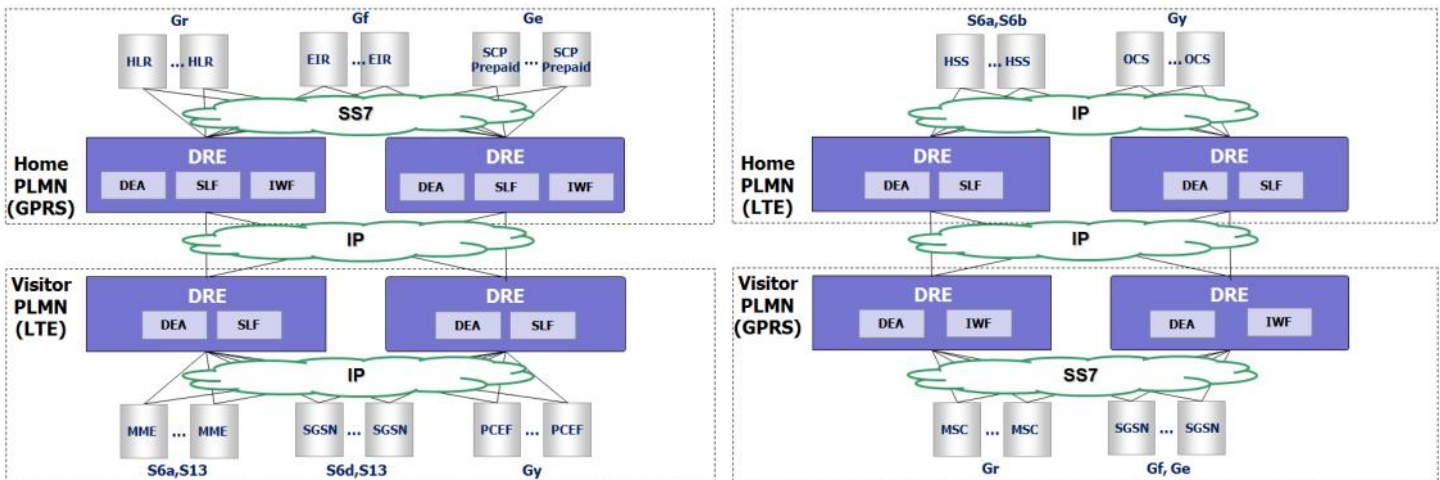 Gr
Gf
Ge
HLR ... HLR
EIR ... EIR
SCP Prepaid ... SCP Prepaid
SS7
Home PLMN (GPRS)
DRE
DEA SLF IWF
DRE
DEA SLF IWF
IP
Visitor PLMN (LTE)
DRE
DEA SLF
DRE
DEA SLF
IP
MME ... MME
SGSN ... SGSN
PCEF ... PCEF
S6a,S13
S6d,S13
Gy
S6a,S6b
Gy
HSS ... HSS
OCS ... OCS
IP
Home PLMN (LTE)
DRE
DEA SLF
DRE
DEA SLF
IP
Visitor PLMN (GPRS)
DRE
DEA IWF
DRE
DEA IWF
SS7
MSC ... MSC
SGSN ... SGSN
Gr
Gf, Ge